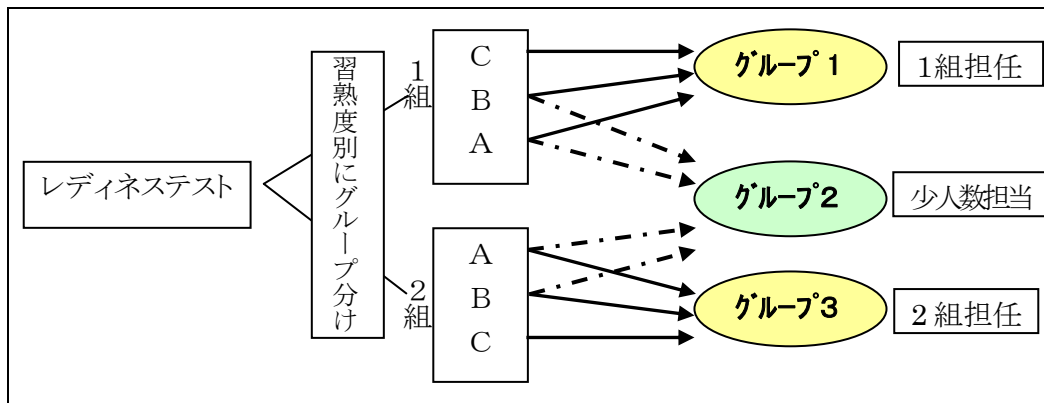 レディネステスト
習熟度別にグループ分け
1組
C
B
A
2組
A
B
C
ｸﾞﾙｰﾌﾟ1
1組担任
ｸﾞﾙｰﾌﾟ2
少人数担当
ｸﾞﾙｰﾌﾟ3
2組担任